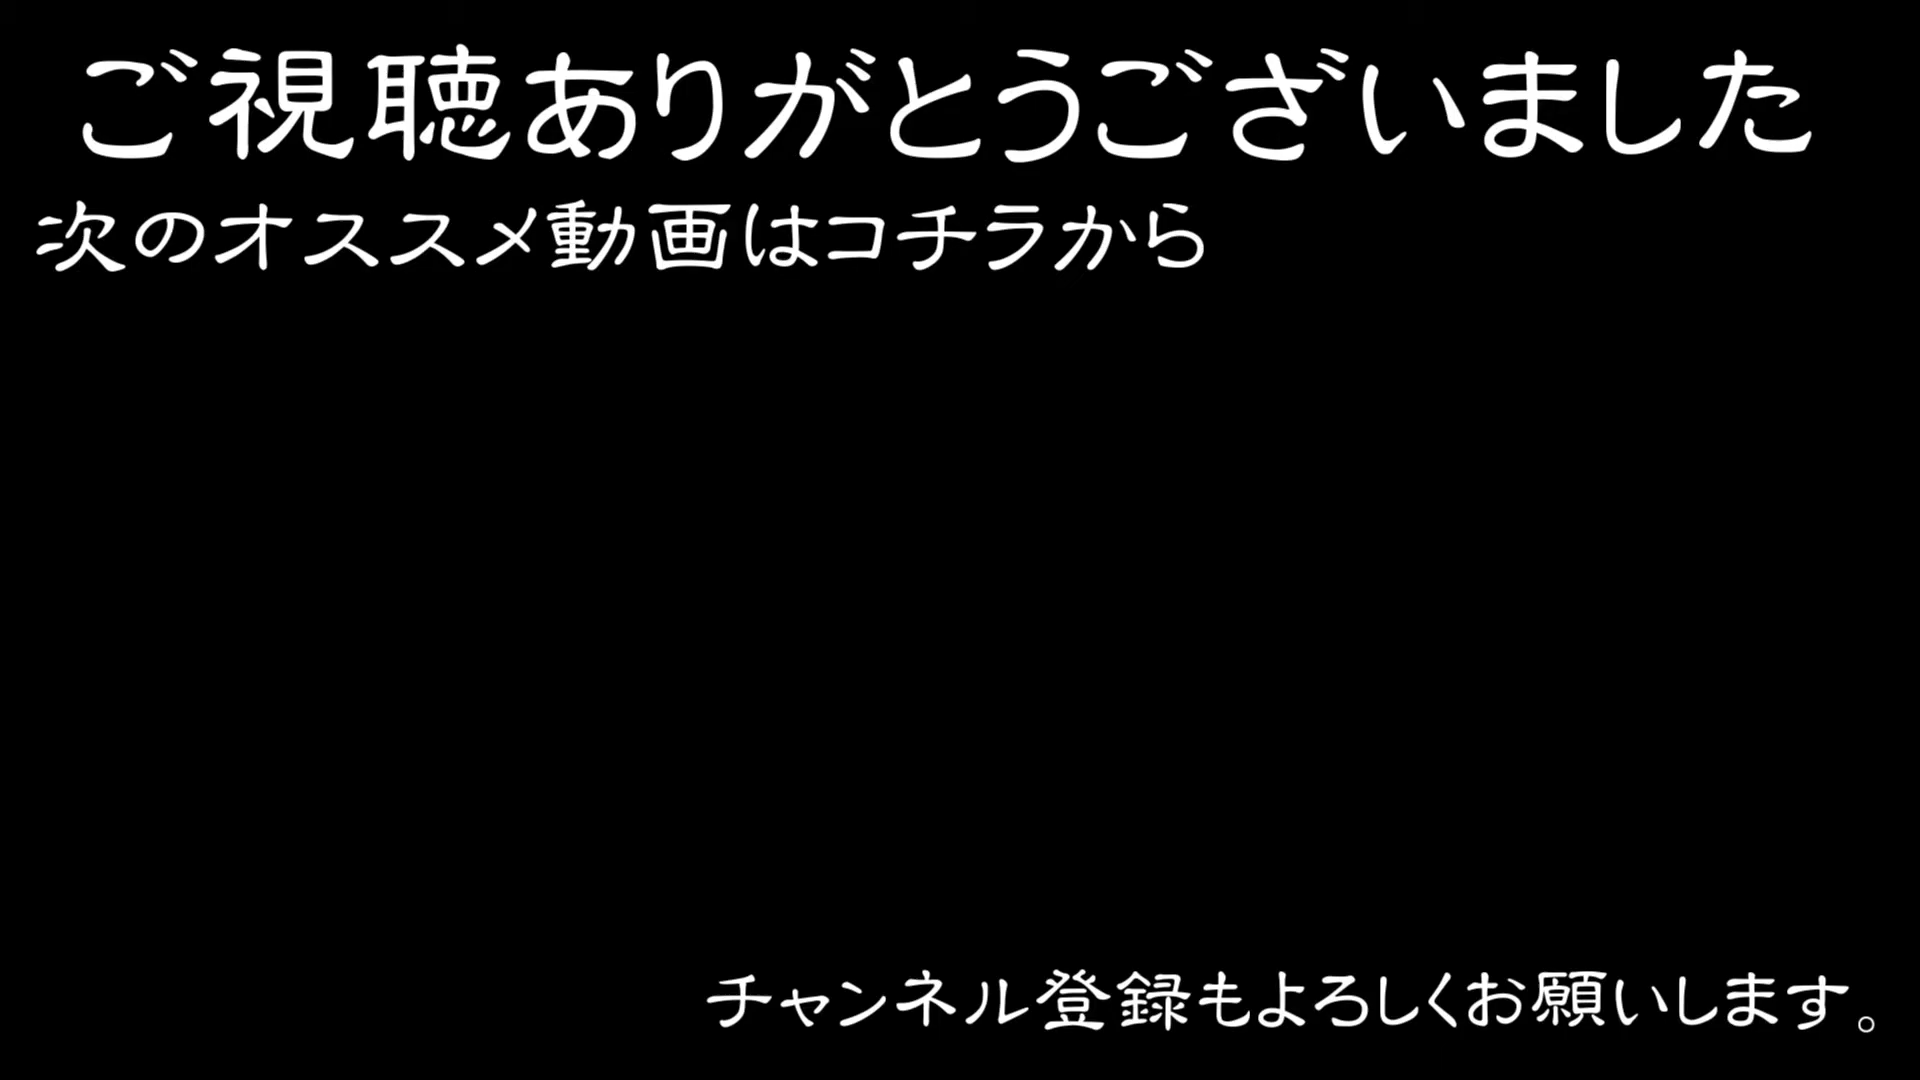 ご視聴ありがとうございました
次のオススメ動画はコチラから
チャンネル登録もよろしくお願いします。